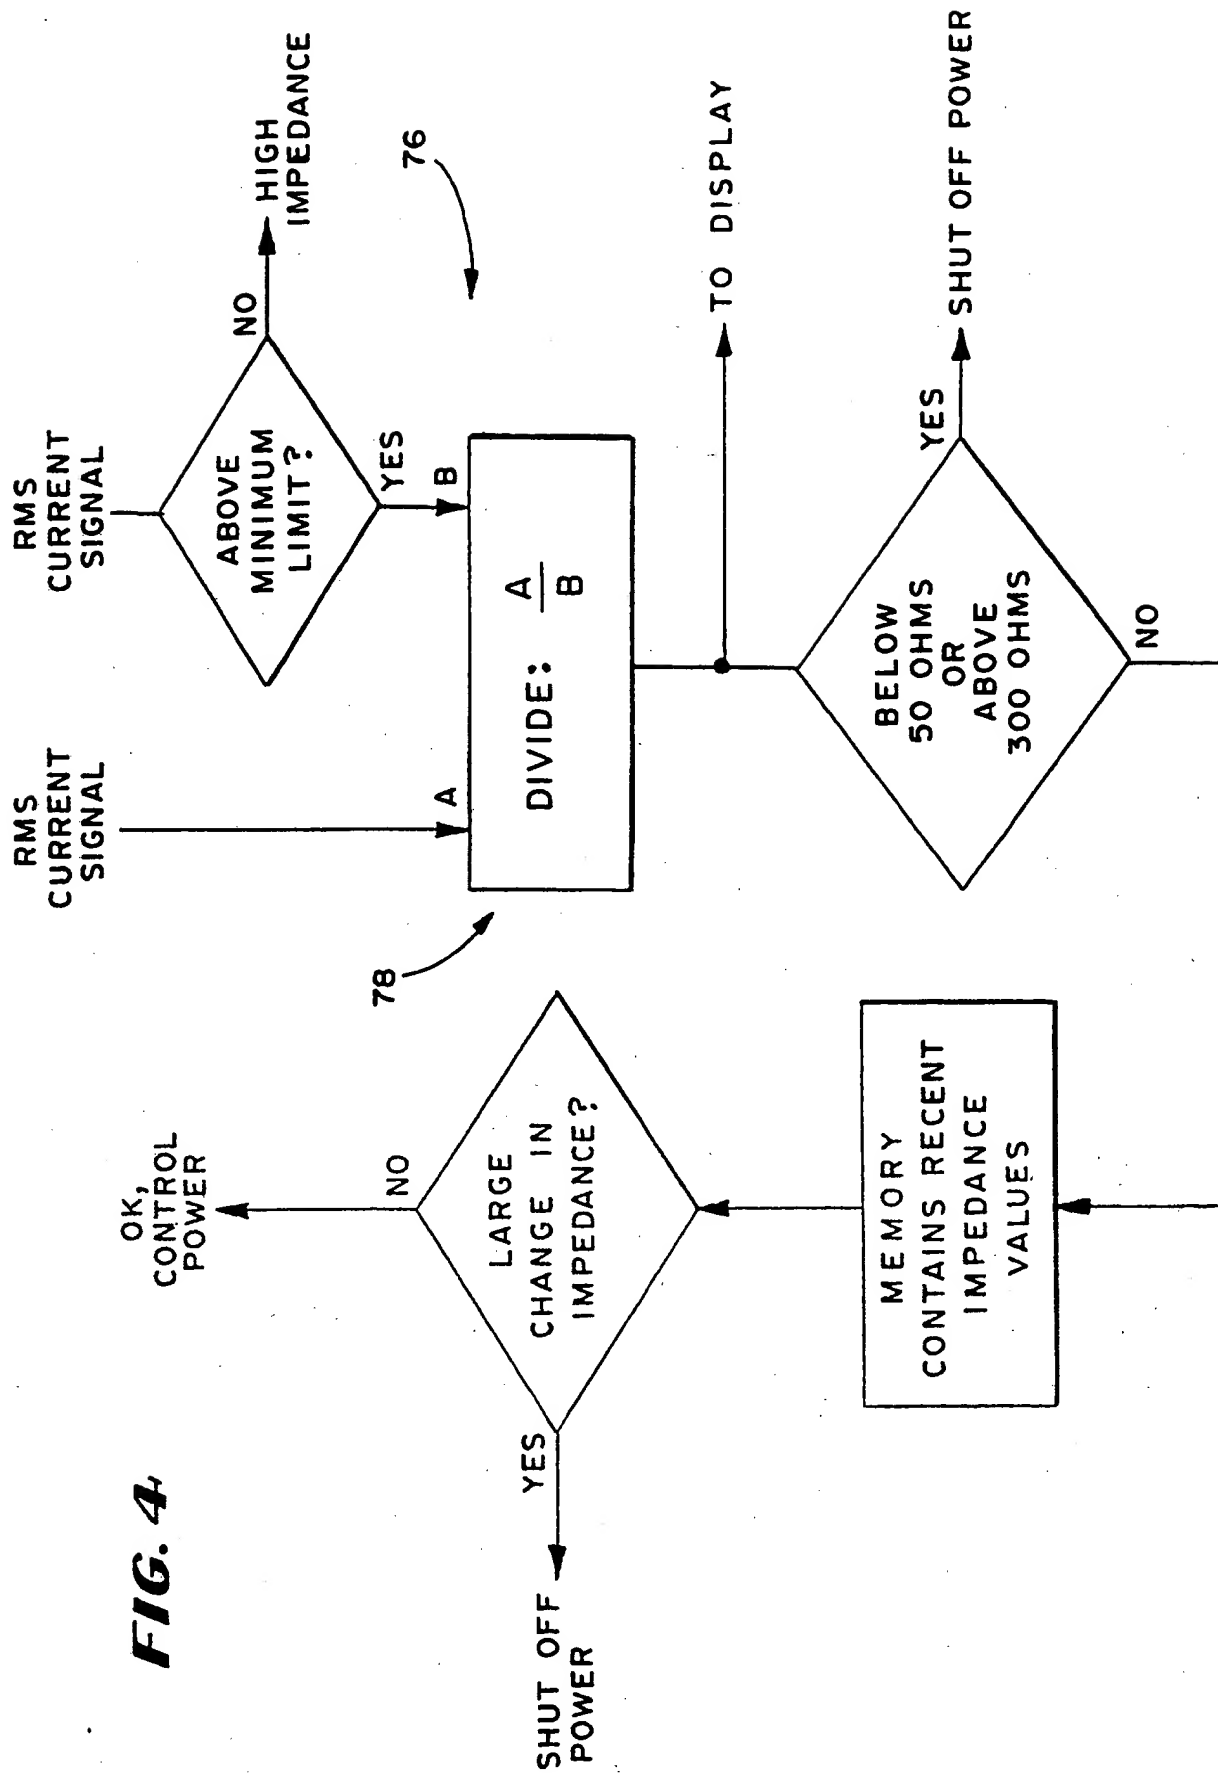 FIG. 4
RMS
CURRENT
SIGNAL
RMS
CURRENT
SIGNAL
ABOVE
MINIMUM
LIMIT?
NO
HIGH
IMPEDANCE
YES
A
B
76
78
DIVIDE: A
B
TO DISPLAY
BELOW
50 OHMS
OR
ABOVE
300 OHMS
YES
SHUT OFF POWER
NO
MEMORY
CONTAINS RECENT
IMPEDANCE
VALUES
LARGE
CHANGE IN
IMPEDANCE?
YES
SHUT OFF
POWER
NO
OK,
CONTROL
POWER